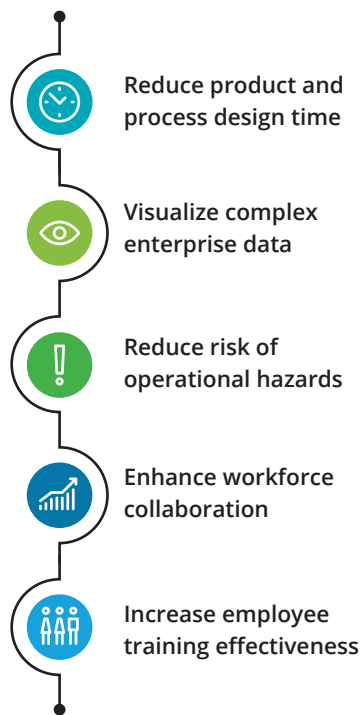 Reduce product and
process design time
Visualize complex
enterprise data
Reduce risk of
operational hazards
Enhance workforce
collaboration
Increase employee
training effectiveness